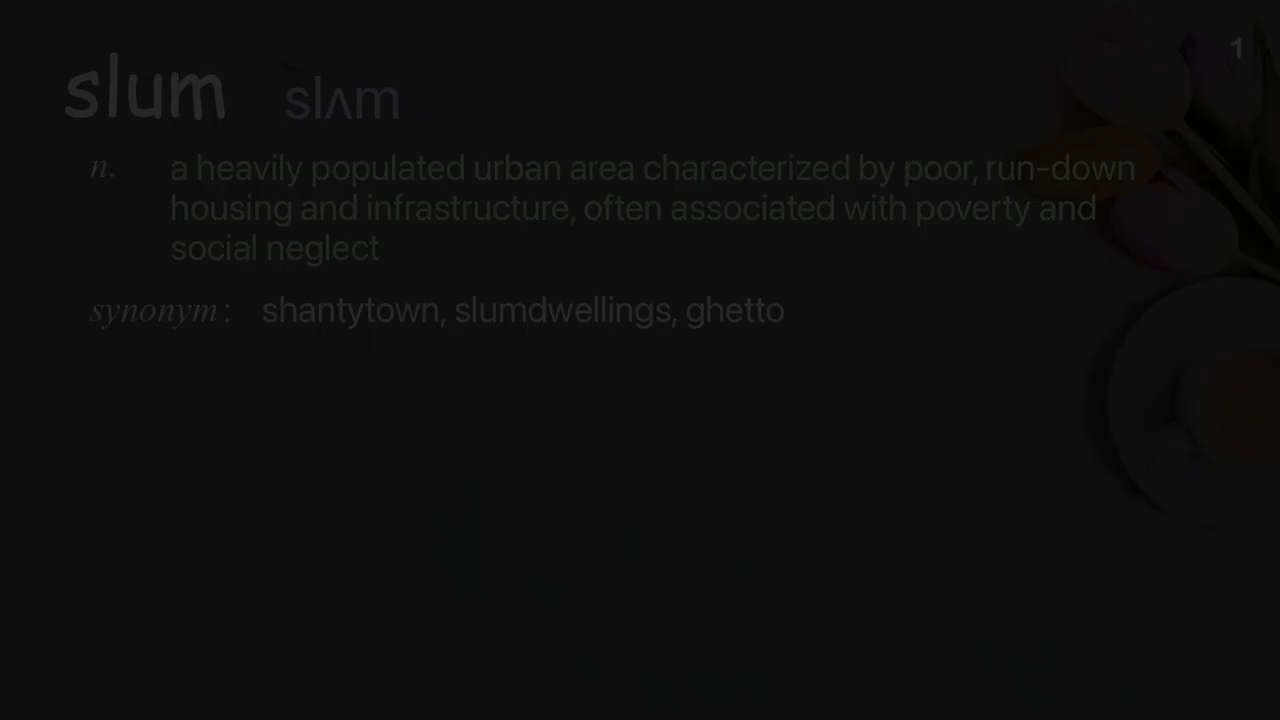 1
slum slʌm
n. a heavily populated urban area characterized by poor, run-down
housing and infrastructure, often associated with poverty and
social neglect
synonym : shantytown, slumdwellings, ghetto